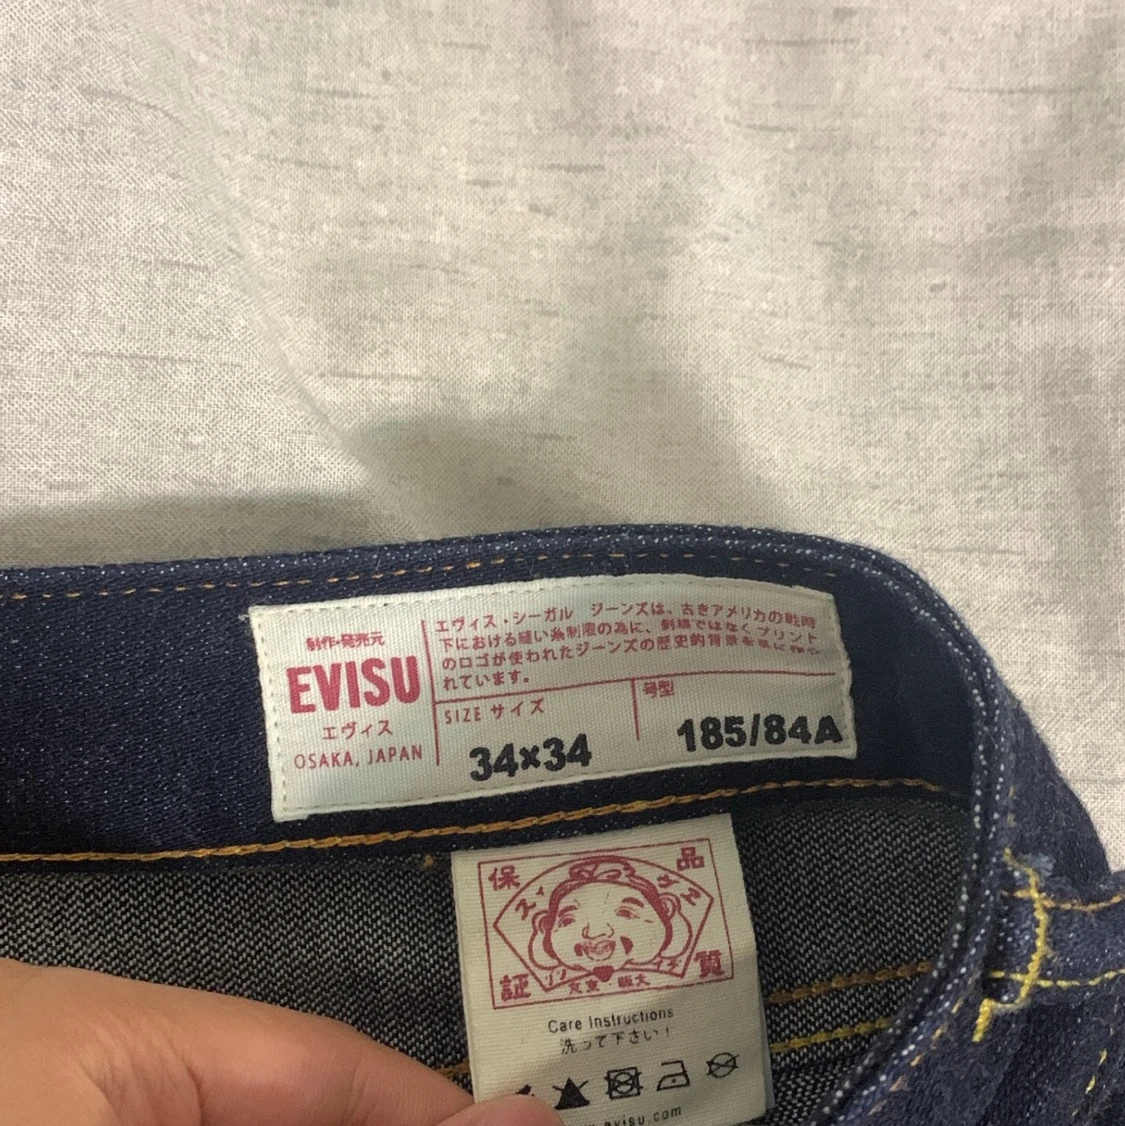 制作・発売元
EVISU
エヴィス
OSAKA, JAPAN
エヴィス・シーガル ジーンズは、古きアメリカの戦時
下における縫い糸制限の為に、刺繍ではなくプリント
のロゴが使われたジーンズの歴史的背景を基に作ら
れています。
SIZE サイズ
34×34
号型
185/84A
保 品
証 質
Care Instructions
洗って下さい!
evisu.com